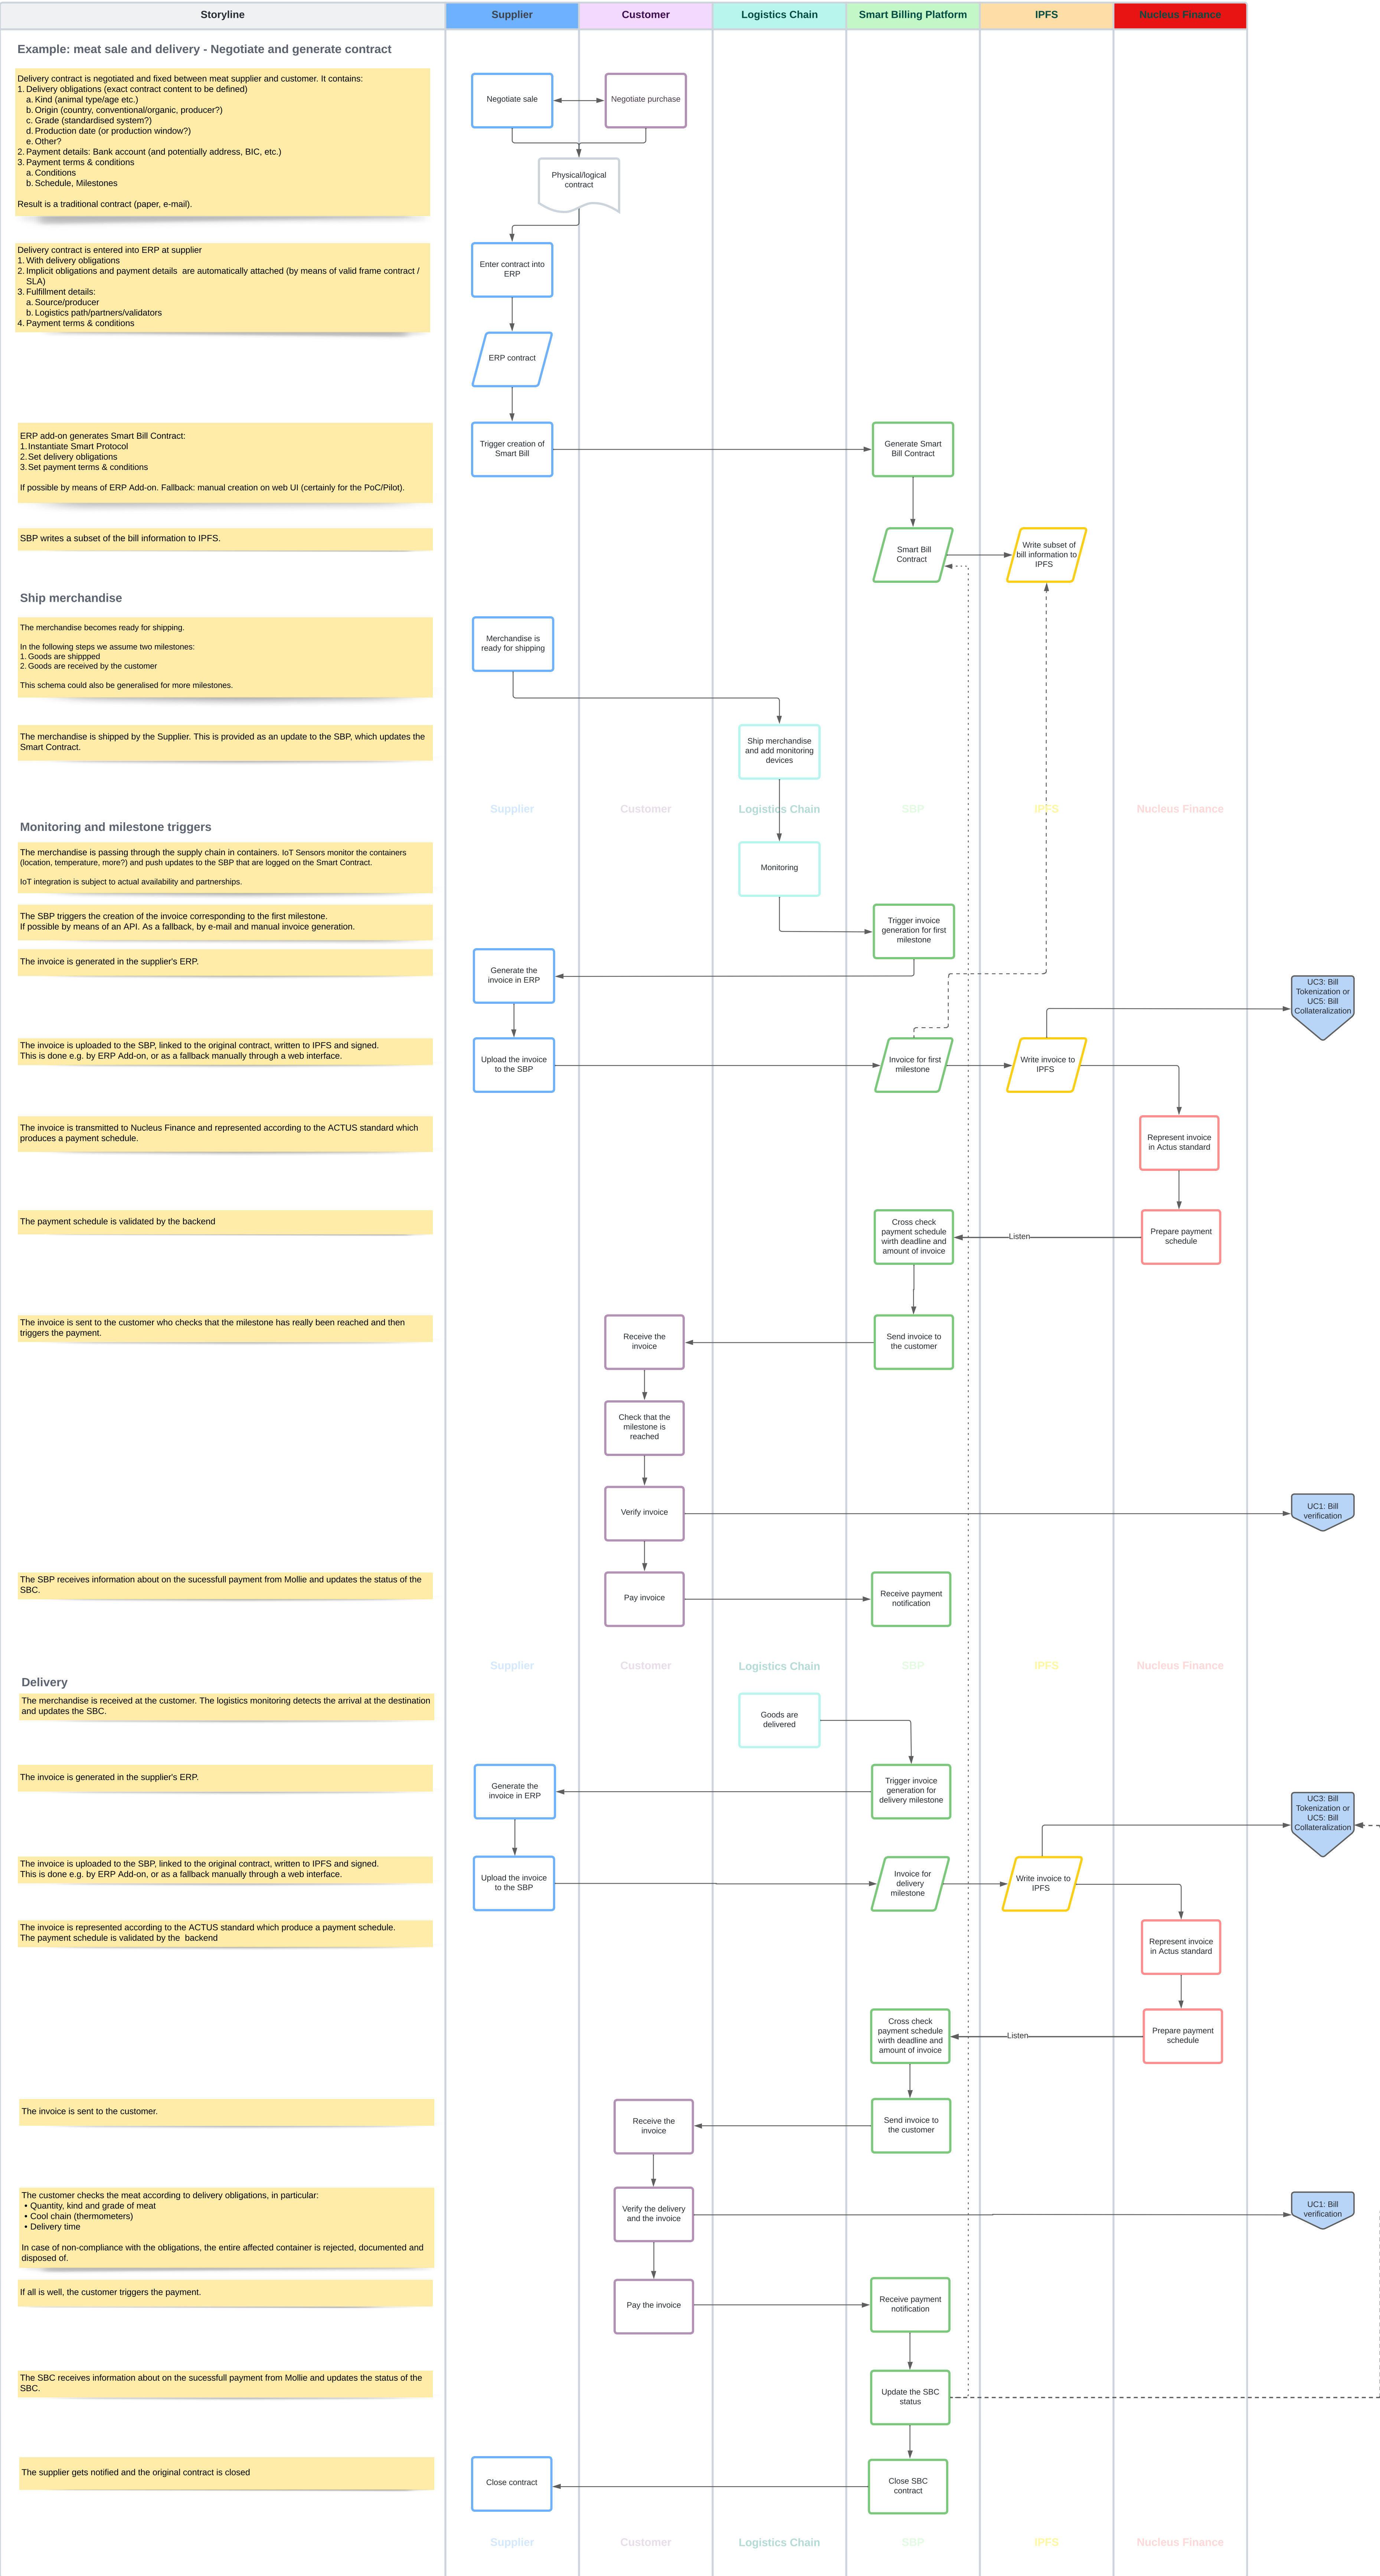 Storyline
Supplier
Customer
Logistics Chain
Smart Billing Platform
IPFS
Nucleus Finance
Example: meat sale and delivery - Negotiate and generate contract
Delivery contract is negotiated and fixed between meat supplier and customer. It contains:
1. Delivery obligations (exact contract content to be defined)
a. Kind (animal type/age etc.)
b. Origin (country, conventional/organic, producer?)
c. Grade (standardised system?)
d. Production date (or production window?)
e. Other?
2. Payment details: Bank account (and potentially address, BIC, etc.)
3. Payment terms & conditions
a. Conditions
b. Schedule, Milestones
Result is a traditional contract (paper, e-mail).
Negotiate sale
Negotiate purchase
Physical/logical
contract
Delivery contract is entered into ERP at supplier
1. With delivery obligations
2. Implicit obligations and payment details  are automatically attached (by means of valid frame contract /
SLA)
3. Fulfillment details:
a. Source/producer
b. Logistics path/partners/validators
4. Payment terms & conditions
Enter contract into
ERP
ERP contract
ERP add-on generates Smart Bill Contract:
1. Instantiate Smart Protocol
2. Set delivery obligations
3. Set payment terms & conditions
If possible by means of ERP Add-on. Fallback: manual creation on web UI (certainly for the PoC/Pilot).
Trigger creation of
Smart Bill
Generate Smart
Bill Contract
SBP writes a subset of the bill information to IPFS.
Smart Bill
Contract
Write subset of
bill information to
IPFS
Ship merchandise
The merchandise becomes ready for shipping.
In the following steps we assume two milestones:
1. Goods are shippped
2. Goods are received by the customer
This schema could also be generalised for more milestones.
Merchandise is
ready for shipping
The merchandise is shipped by the Supplier. This is provided as an update to the SBP, which updates the
Smart Contract.
Ship merchandise
and add monitoring
devices
Supplier
Customer
Logistics Chain
SBP
IPFS
Nucleus Finance
Monitoring and milestone triggers
The merchandise is passing through the supply chain in containers. IoT Sensors monitor the containers
(location, temperature, more?) and push updates to the SBP that are logged on the Smart Contract.
IoT integration is subject to actual availability and partnerships.
Monitoring
The SBP triggers the creation of the invoice corresponding to the first milestone.
If possible by means of an API. As a fallback, by e-mail and manual invoice generation.
Trigger invoice
generation for first
milestone
The invoice is generated in the supplier's ERP.
Generate the
invoice in ERP
UC3: Bill
Tokenization or
UC5: Bill
Collateralization
The invoice is uploaded to the SBP, linked to the original contract, written to IPFS and signed.
This is done e.g. by ERP Add-on, or as a fallback manually through a web interface.
Upload the invoice
to the SBP
Invoice for first
milestone
Write invoice to
IPFS
The invoice is transmitted to Nucleus Finance and represented according to the ACTUS standard which
produces a payment schedule.
Represent invoice
in Actus standard
The payment schedule is validated by the backend
Cross check
payment schedule
wirth deadline and
amount of invoice
Listen
Prepare payment
schedule
The invoice is sent to the customer who checks that the milestone has really been reached and then
triggers the payment.
Receive the
invoice
Send invoice to
the customer
Check that the
milestone is
reached
Verify invoice
UC1: Bill
verification
The SBP receives information about on the sucessfull payment from Mollie and updates the status of the
SBC.
Pay invoice
Receive payment
notification
Supplier
Customer
Logistics Chain
SBP
IPFS
Nucleus Finance
Delivery
The merchandise is received at the customer. The logistics monitoring detects the arrival at the destination
and updates the SBC.
Goods are
delivered
The invoice is generated in the supplier's ERP.
Generate the
invoice in ERP
Trigger invoice
generation for
delivery milestone
UC3: Bill
Tokenization or
UC5: Bill
Collateralization
The invoice is uploaded to the SBP, linked to the original contract, written to IPFS and signed.
This is done e.g. by ERP Add-on, or as a fallback manually through a web interface.
Upload the invoice
to the SBP
Invoice for
delivery
milestone
Write invoice to
IPFS
The invoice is represented according to the ACTUS standard which produce a payment schedule.
The payment schedule is validated by the  backend
Represent invoice
in Actus standard
Cross check
payment schedule
wirth deadline and
amount of invoice
Listen
Prepare payment
schedule
The invoice is sent to the customer.
Receive the
invoice
Send invoice to
the customer
The customer checks the meat according to delivery obligations, in particular:
• Quantity, kind and grade of meat
• Cool chain (thermometers)
• Delivery time
In case of non-compliance with the obligations, the entire affected container is rejected, documented and
disposed of.
Verify the delivery
and the invoice
UC1: Bill
verification
If all is well, the customer triggers the payment.
Pay the invoice
Receive payment
notification
The SBC receives information about on the sucessfull payment from Mollie and updates the status of the
SBC.
Update the SBC
status
The supplier gets notified and the original contract is closed
Close contract
Close SBC
contract
Supplier
Customer
Logistics Chain
SBP
IPFS
Nucleus Finance